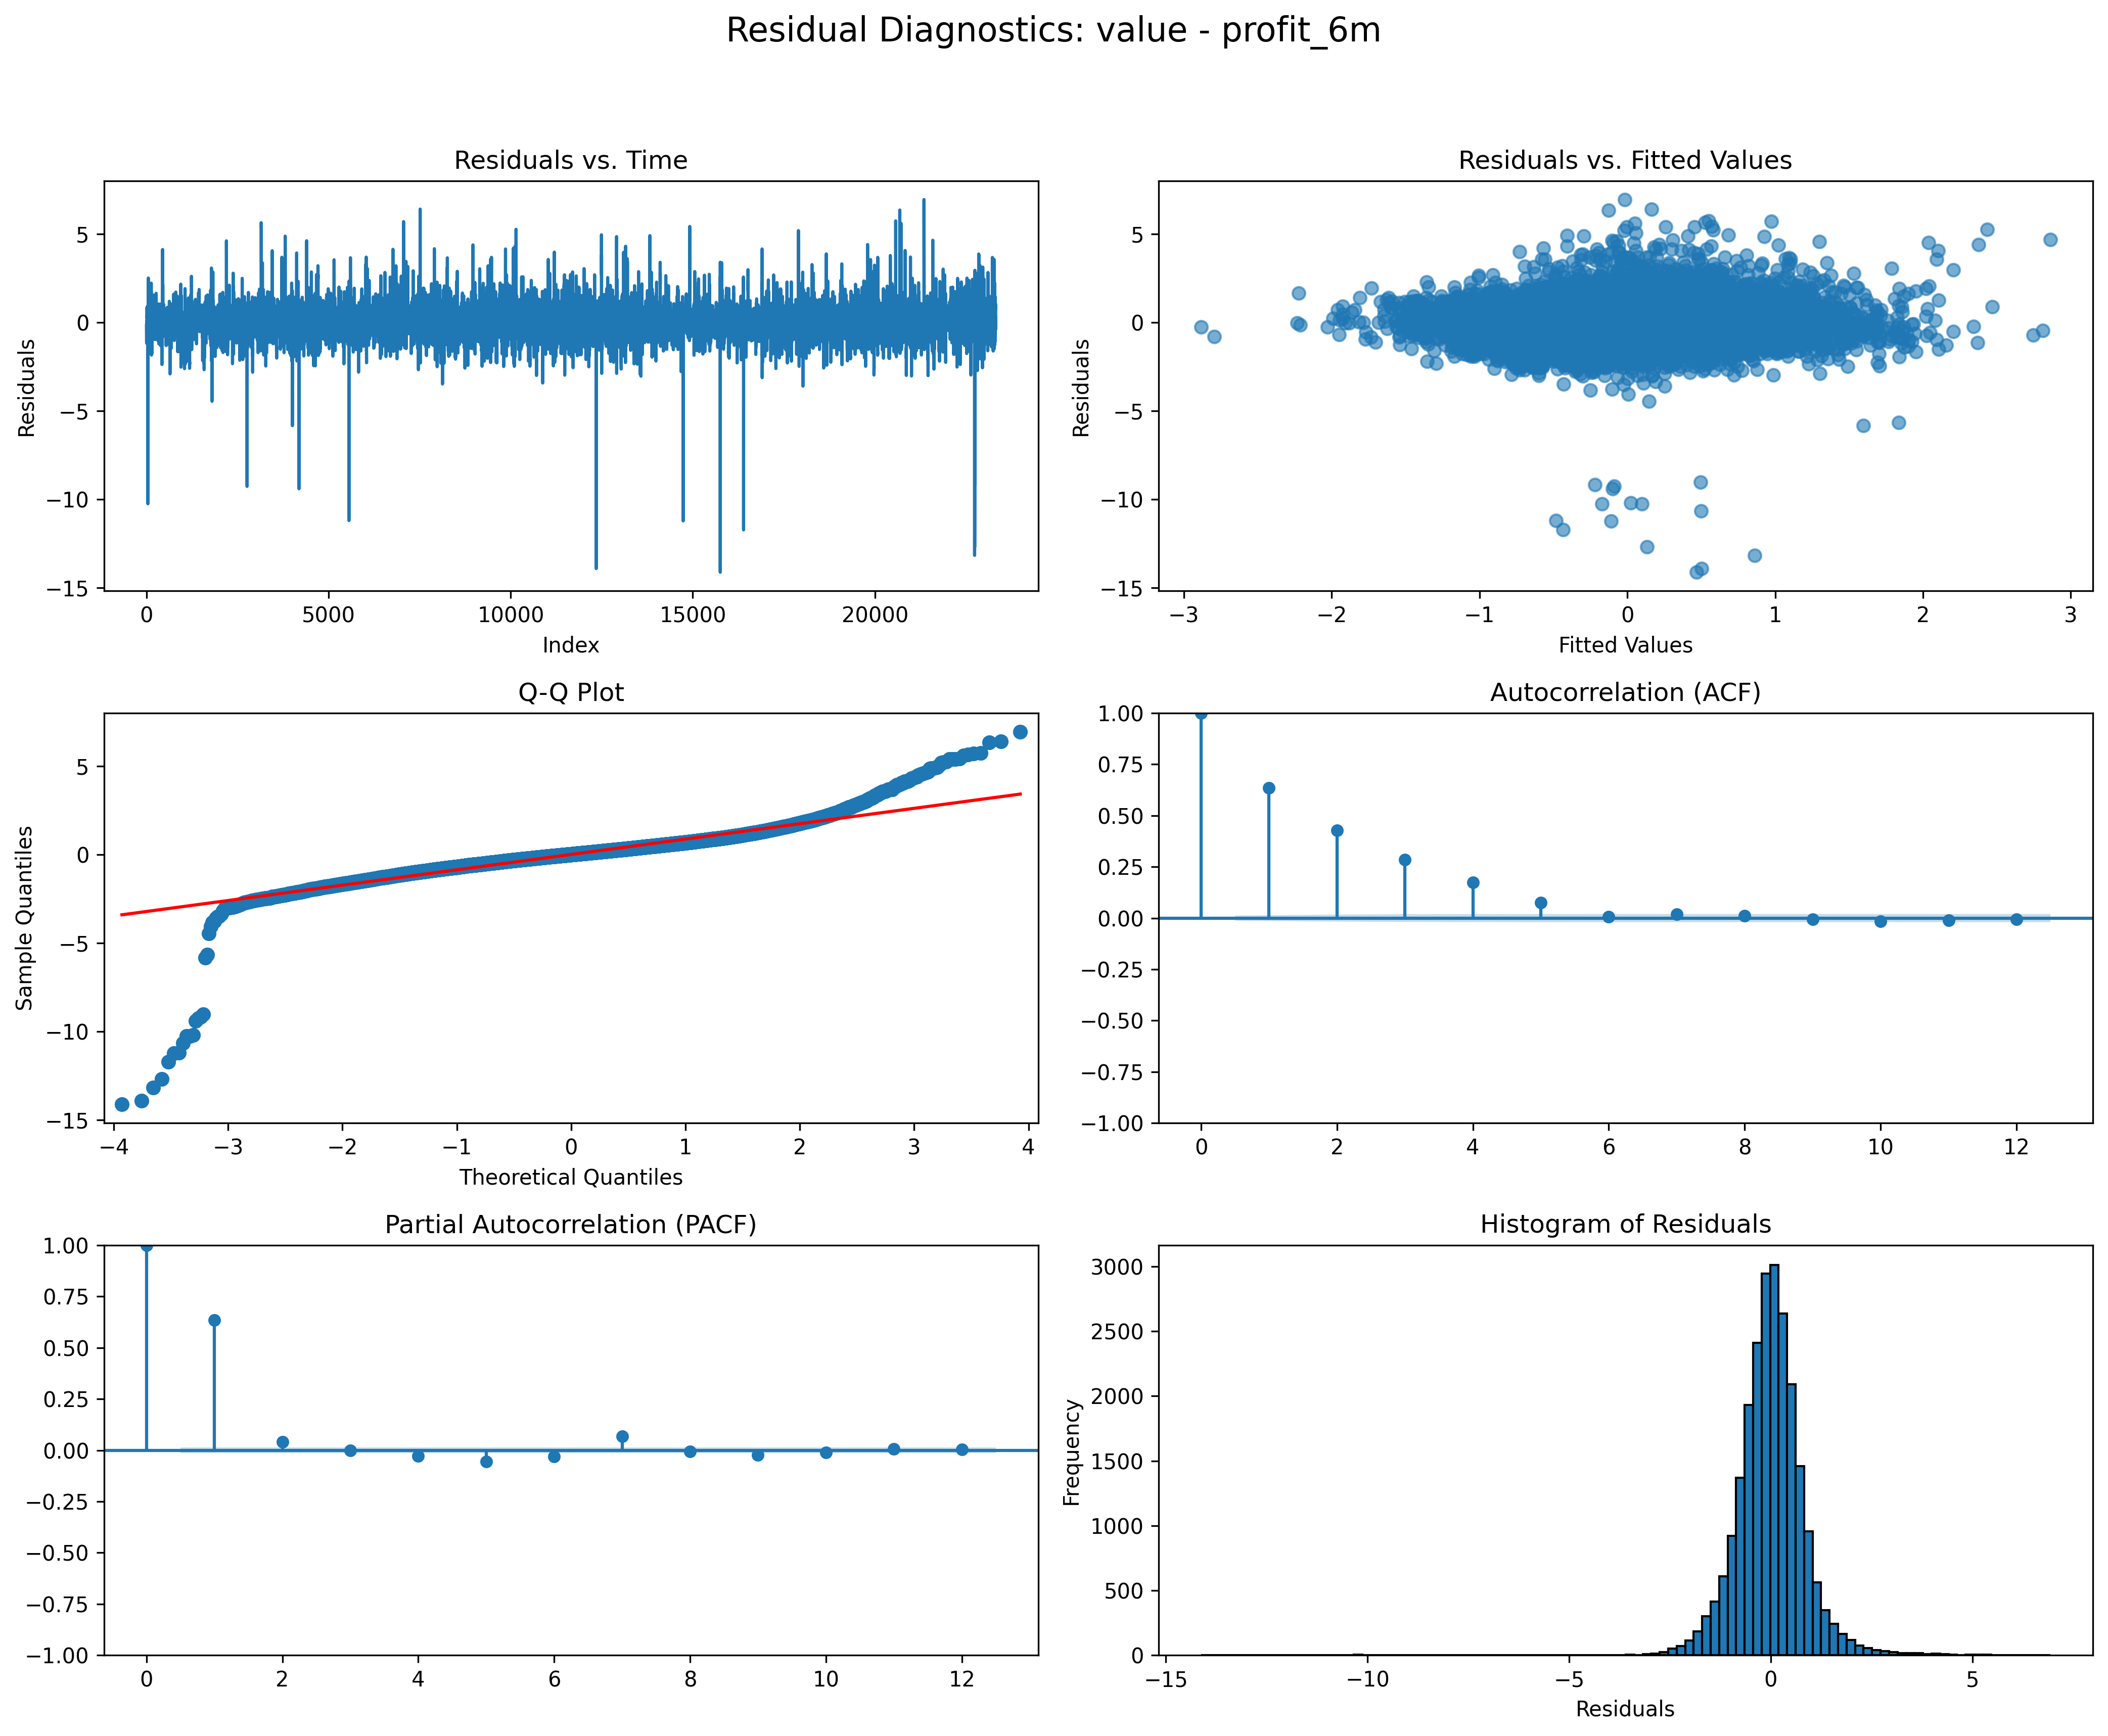 Residual Diagnostics: value - profit_6m
Residuals vs. Time
Residuals
5
0
−5
−10
−15
0 5000 10000 15000 20000
Index
Residuals vs. Fitted Values
Residuals
5
0
−5
−10
−15
−3 −2 −1 0 1 2 3
Fitted Values
Q-Q Plot
Sample Quantiles
5
0
−5
−10
−15
−4 −3 −2 −1 0 1 2 3 4
Theoretical Quantiles
Autocorrelation (ACF)
1.00
0.75
0.50
0.25
0.00
−0.25
−0.50
−0.75
−1.00
0 2 4 6 8 10 12
Partial Autocorrelation (PACF)
1.00
0.75
0.50
0.25
0.00
−0.25
−0.50
−0.75
−1.00
0 2 4 6 8 10 12
Histogram of Residuals
Frequency
3000
2500
2000
1500
1000
500
0
−15 −10 −5 0 5
Residuals